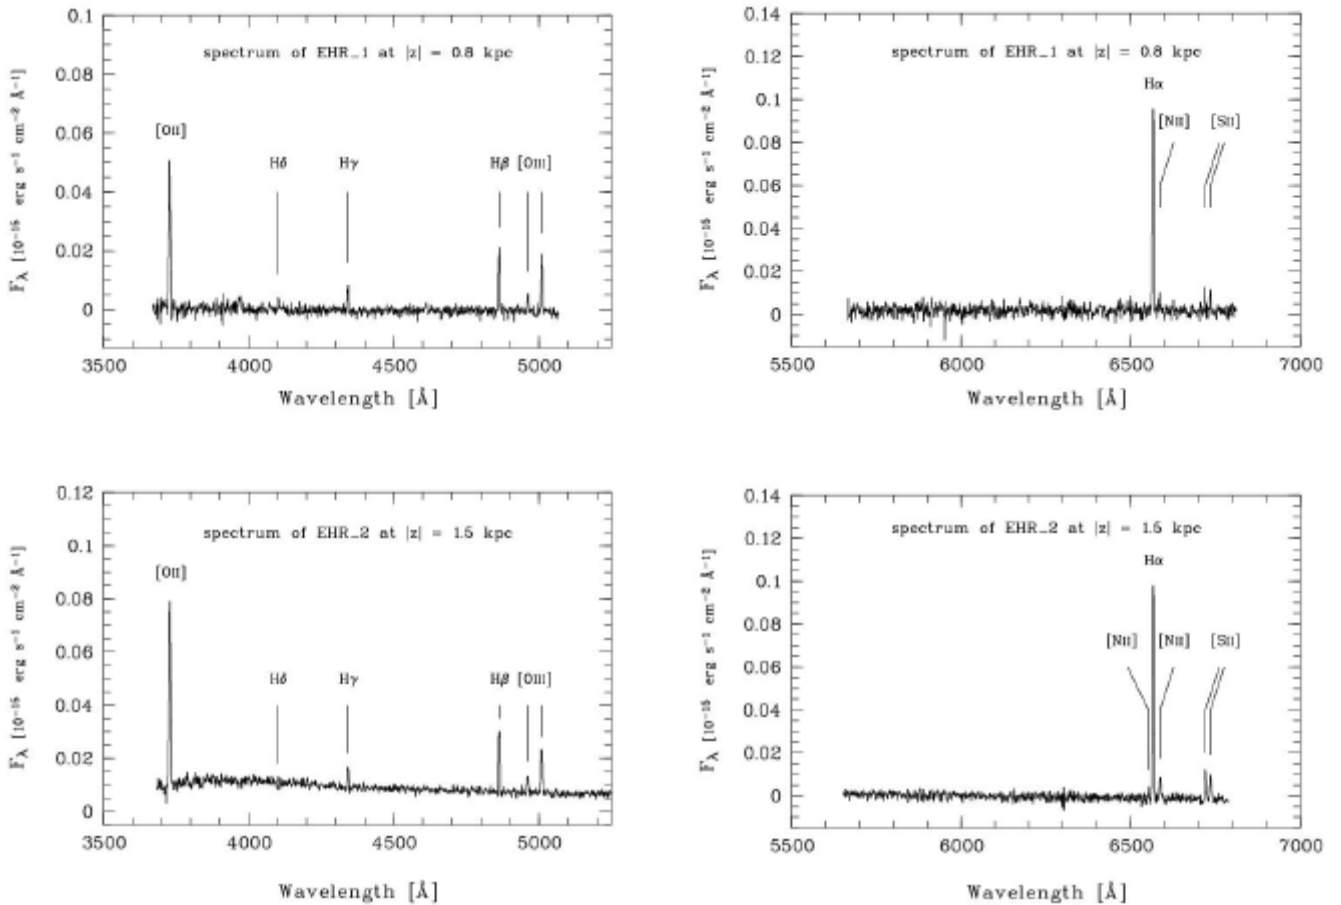 spectrum of EHR_1 at |z| = 0.8 kpc
0.1
0.08
0.06
0.04
0.02
0
[OII]
Hδ
Hγ
Hβ
[OIII]
F_λ [10⁻¹⁵ erg s⁻¹ cm⁻² Å⁻¹]
3500
4000
4500
5000
Wavelength [Å]
spectrum of EHR_1 at |z| = 0.8 kpc
0.14
0.12
0.1
0.08
0.06
0.04
0.02
0
Hα
[NII]
[SII]
F_λ [10⁻¹⁵ erg s⁻¹ cm⁻² Å⁻¹]
5500
6000
6500
7000
Wavelength [Å]
spectrum of EHR_2 at |z| = 1.5 kpc
0.12
0.1
0.08
0.06
0.04
0.02
0
[OII]
Hδ
Hγ
Hβ
[OIII]
F_λ [10⁻¹⁵ erg s⁻¹ cm⁻² Å⁻¹]
3500
4000
4500
5000
Wavelength [Å]
spectrum of EHR_2 at |z| = 1.5 kpc
0.14
0.12
0.1
0.08
0.06
0.04
0.02
0
Hα
[NII]
[NII]
[SII]
F_λ [10⁻¹⁵ erg s⁻¹ cm⁻² Å⁻¹]
5500
6000
6500
7000
Wavelength [Å]